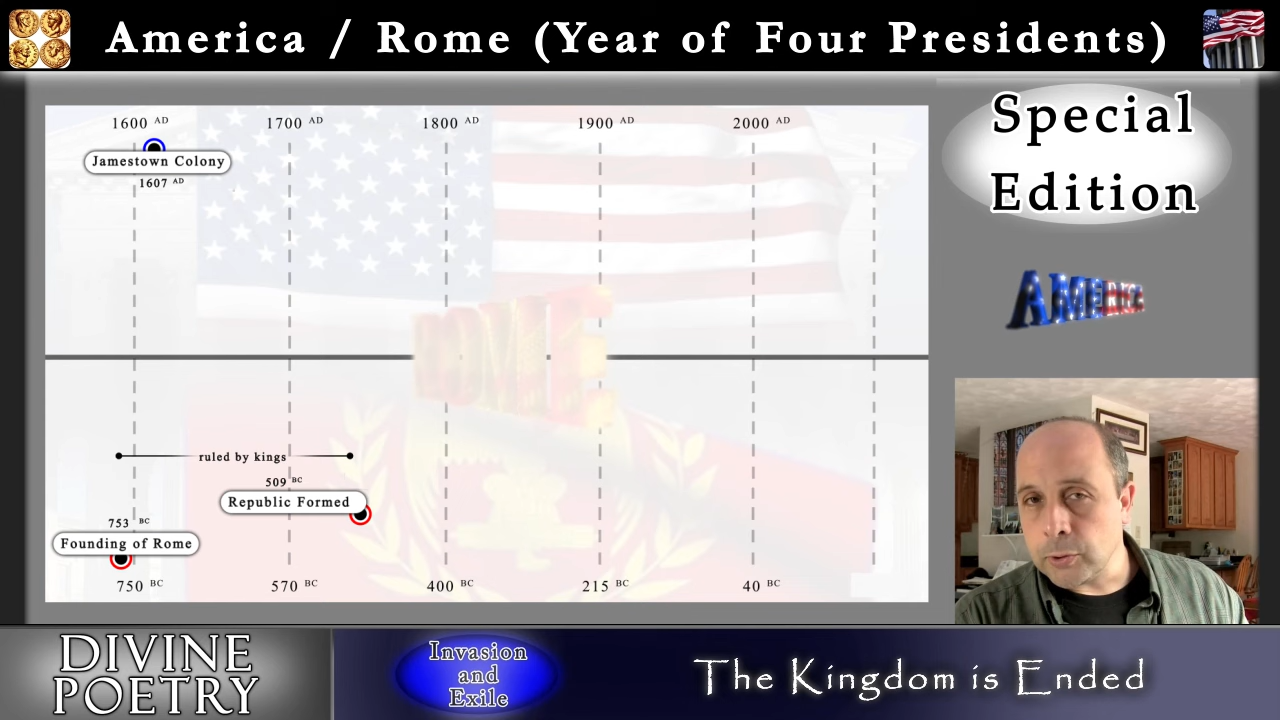 America / Rome (Year of Four Presidents)
1600 AD
1700 AD
1800 AD
1900 AD
2000 AD
Jamestown Colony
1607 AD
Special
Edition
AMERICA
ROME
ruled by kings
509 BC
Republic Formed
753 BC
Founding of Rome
750 BC
570 BC
400 BC
215 BC
40 BC
DIVINE
POETRY
Invasion
and
Exile
The Kingdom is Ended